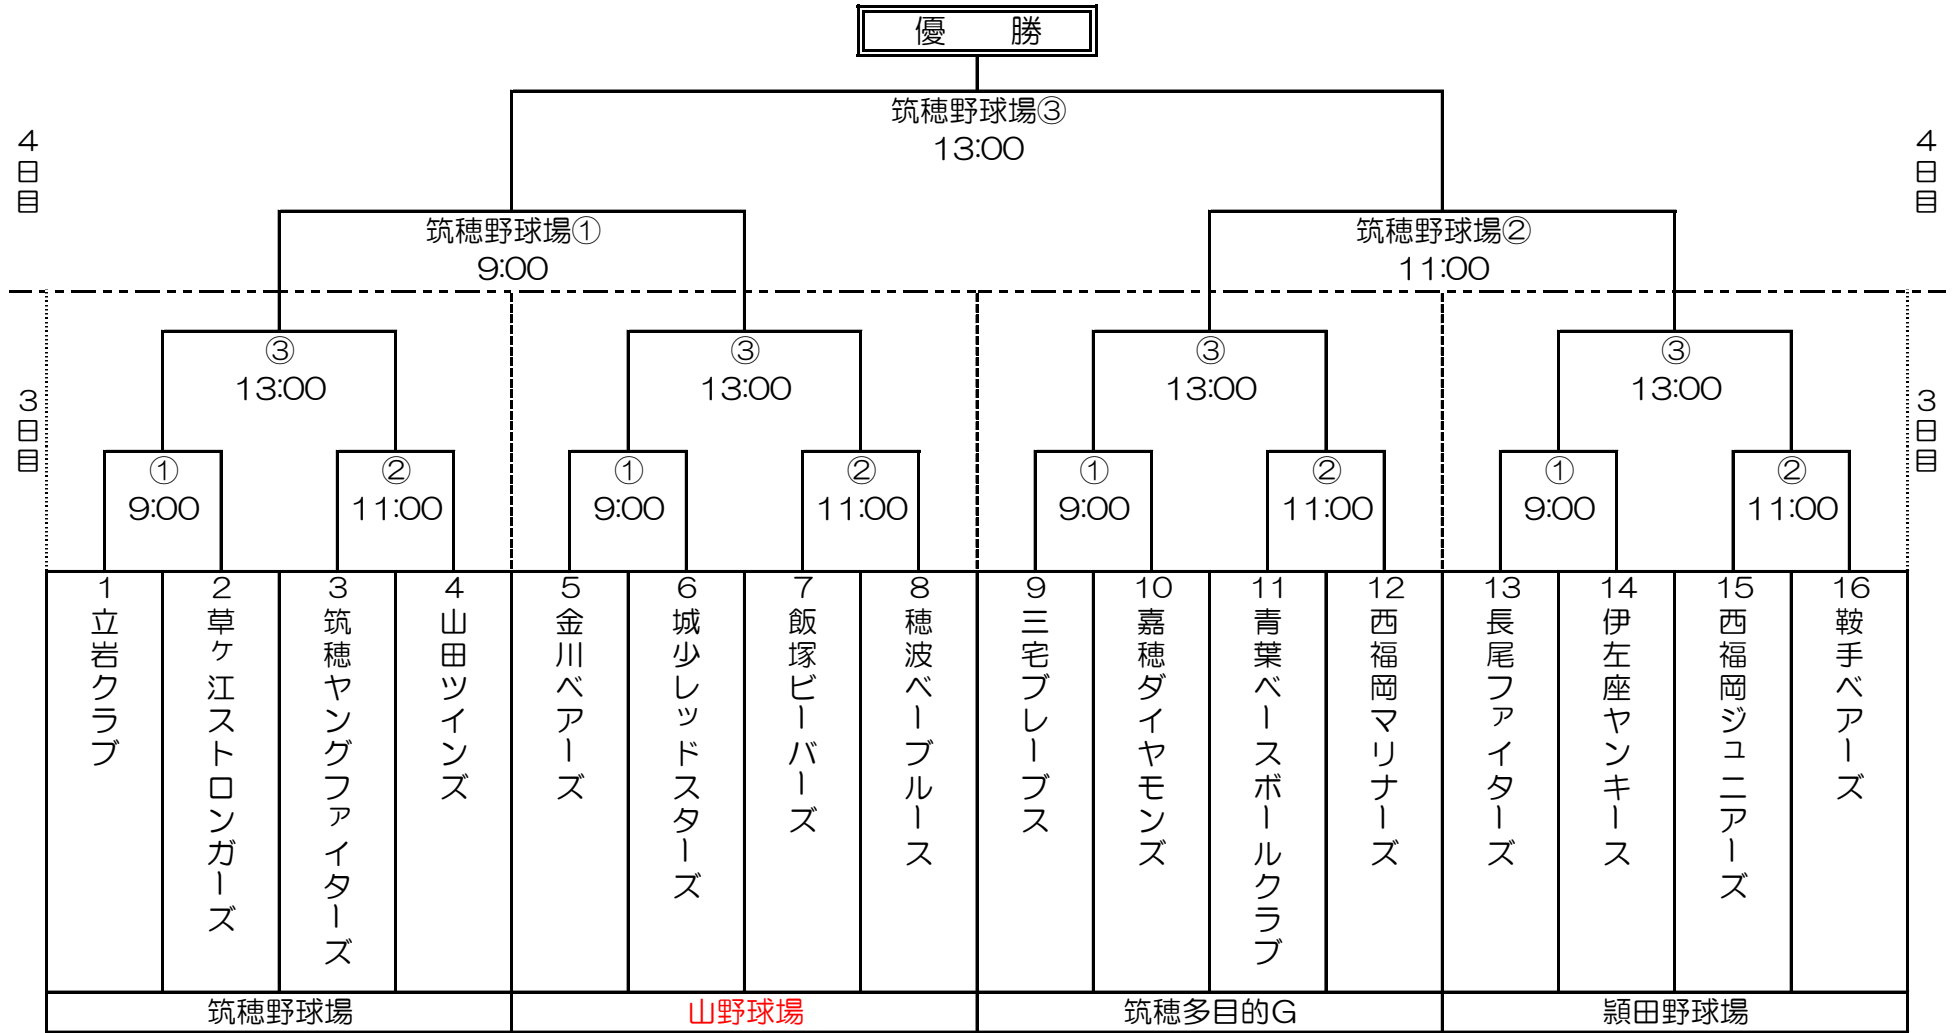 優　勝
筑穂野球場③
13:00
4日目
4日目
筑穂野球場①
9:00
筑穂野球場②
11:00
3日目
3日目
③
13:00
③
13:00
③
13:00
③
13:00
①
9:00
②
11:00
①
9:00
②
11:00
①
9:00
②
11:00
①
9:00
②
11:00
1
立岩クラブ
2
草ヶ江ストロンガーズ
3
筑穂ヤングファイターズ
4
山田ツインズ
5
金川ベアーズ
6
城少レッドスターズ
7
飯塚ビーバーズ
8
穂波ベーブルース
9
三宅ブレーブス
10
嘉穂ダイヤモンズ
11
青葉ベースボールクラブ
12
西福岡マリナーズ
13
長尾ファイターズ
14
伊左座ヤンキース
15
西福岡ジュニアーズ
16
鞍手ベアーズ
筑穂野球場
山野球場
筑穂多目的G
頴田野球場